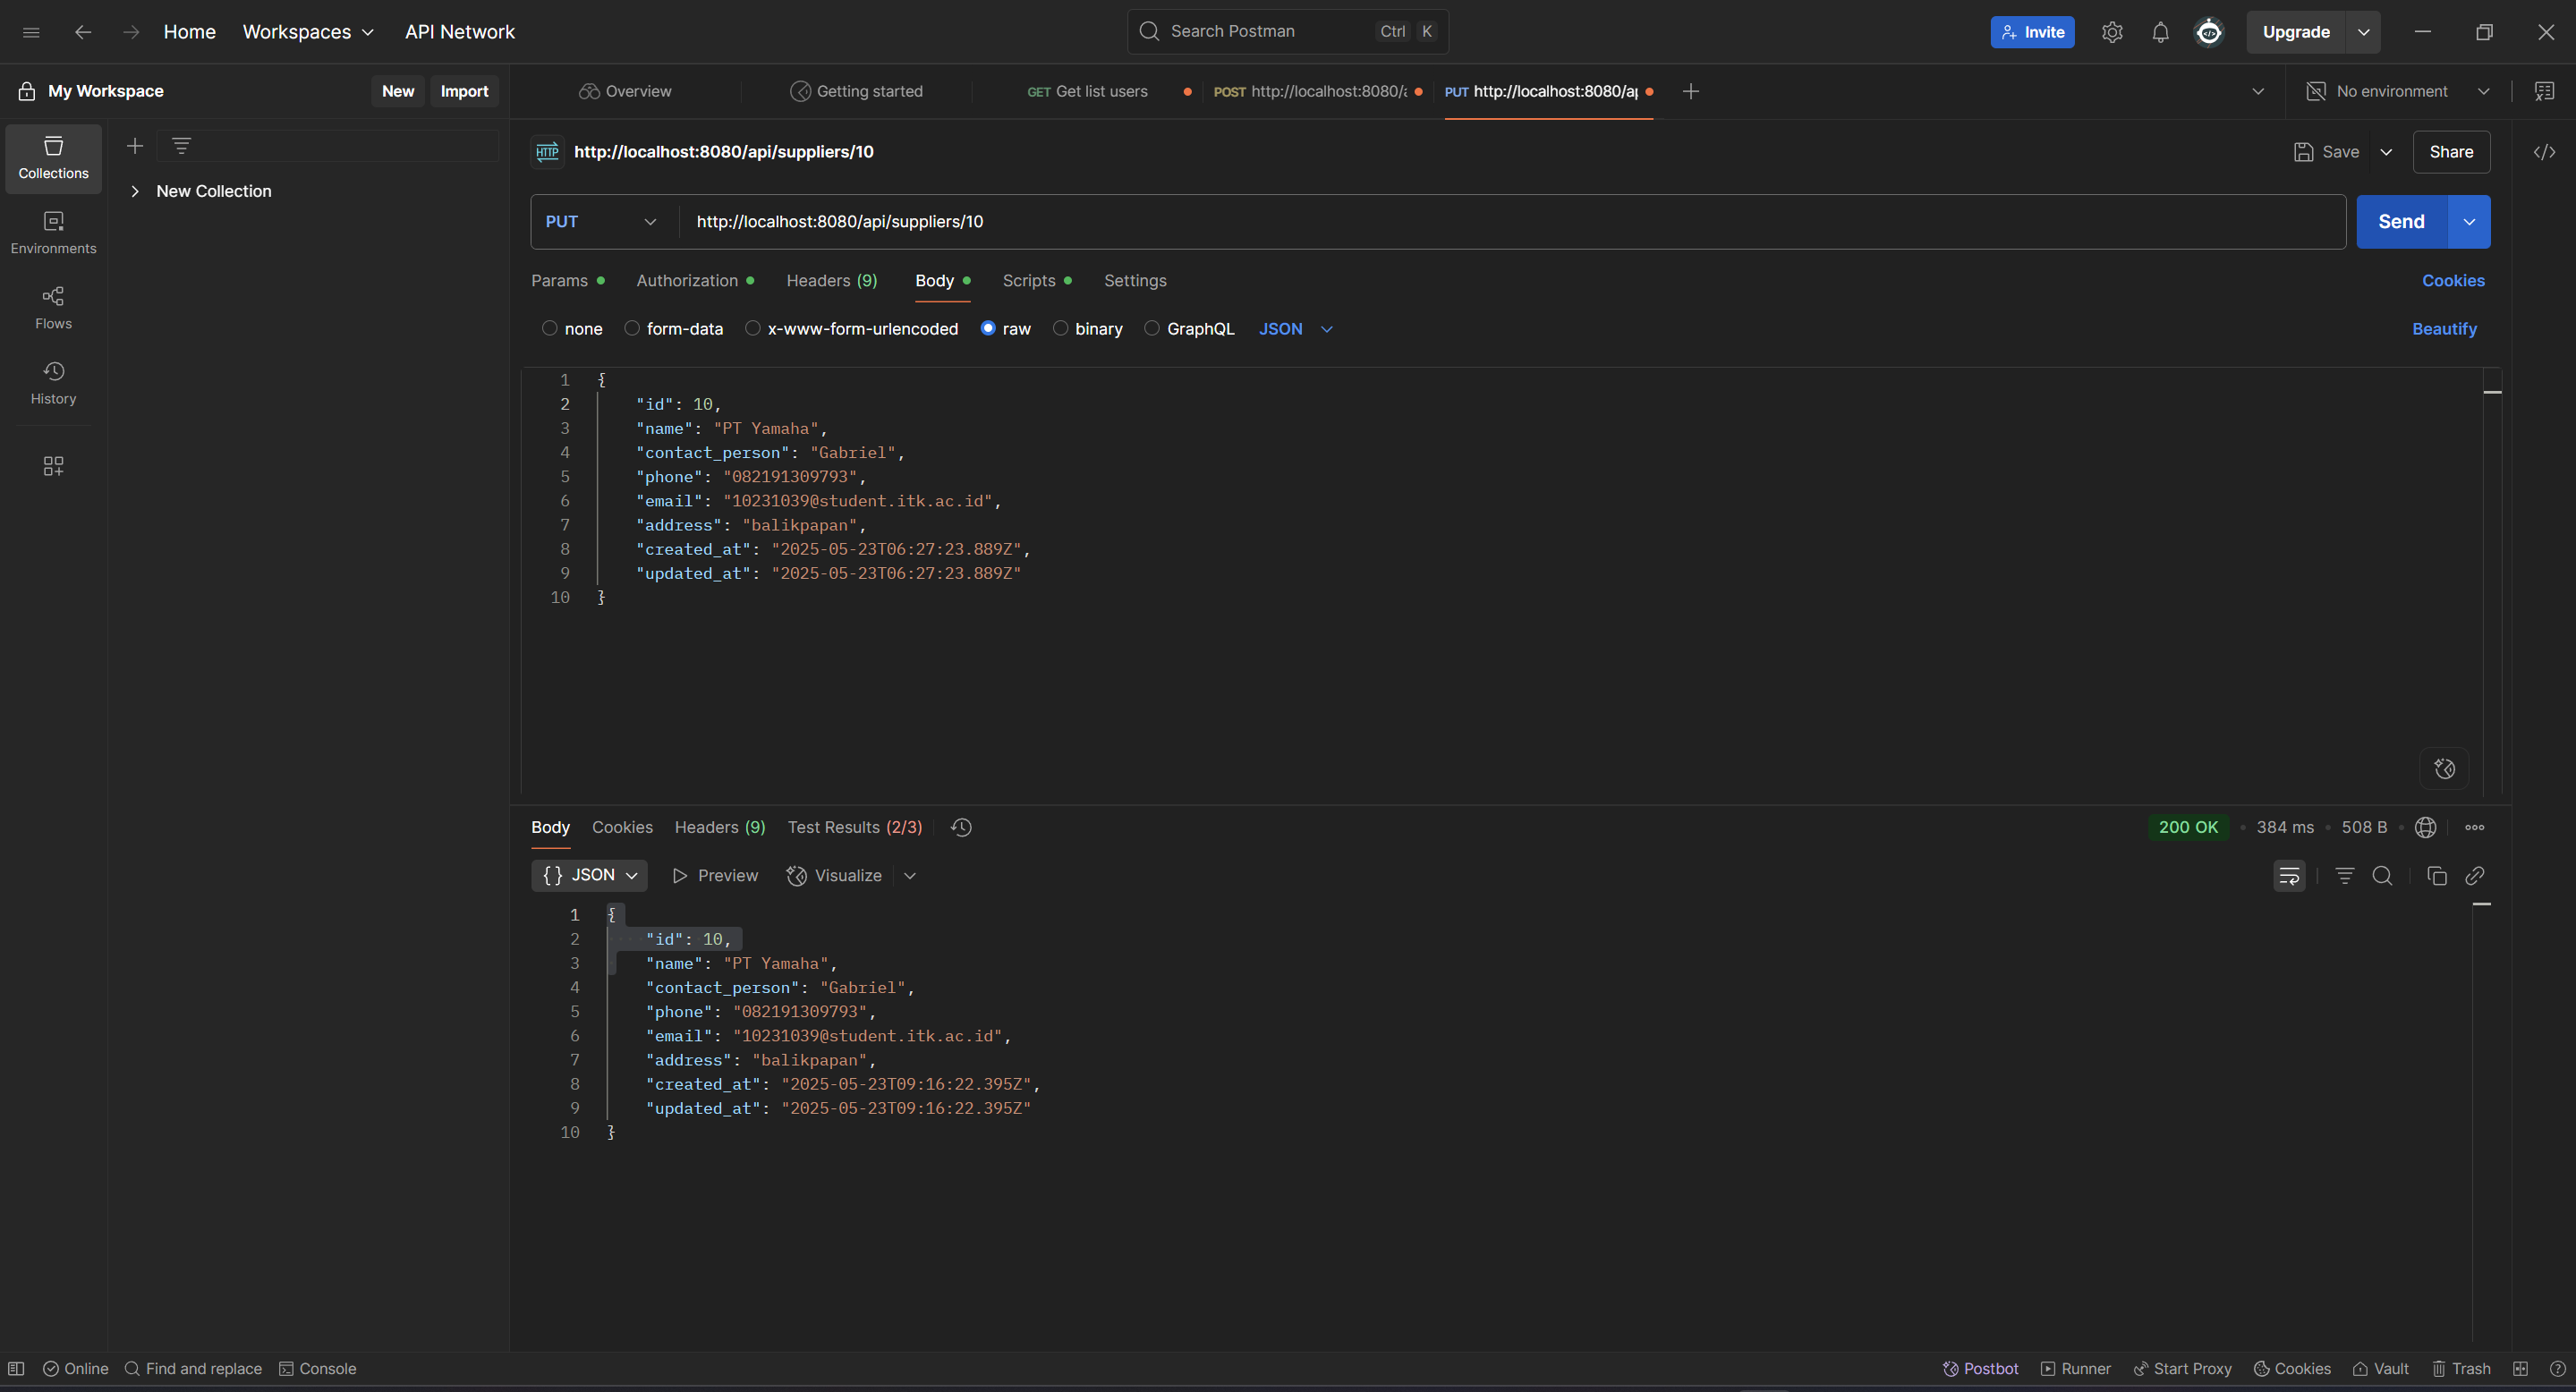 Home Workspaces API Network Search Postman Ctrl K Invite Upgrade
My Workspace New Import Overview Getting started GET Get list users POST http://localhost:8080/a PUT http://localhost:8080/ap No environment
Collections
Environments
Flows
History
New Collection
HTTP http://localhost:8080/api/suppliers/10 Save Share
PUT http://localhost:8080/api/suppliers/10 Send
Params Authorization Headers (9) Body Scripts Settings Cookies
none form-data x-www-form-urlencoded raw binary GraphQL JSON Beautify
1 {
2 "id": 10,
3 "name": "PT Yamaha",
4 "contact_person": "Gabriel",
5 "phone": "082191309793",
6 "email": "10231039@student.itk.ac.id",
7 "address": "balikpapan",
8 "created_at": "2025-05-23T06:27:23.889Z",
9 "updated_at": "2025-05-23T06:27:23.889Z"
10 }
Body Cookies Headers (9) Test Results (2/3) 200 OK • 384 ms • 508 B •
{} JSON Preview Visualize
1 {
2 "id": 10,
3 "name": "PT Yamaha",
4 "contact_person": "Gabriel",
5 "phone": "082191309793",
6 "email": "10231039@student.itk.ac.id",
7 "address": "balikpapan",
8 "created_at": "2025-05-23T09:16:22.395Z",
9 "updated_at": "2025-05-23T09:16:22.395Z"
10 }
Online Find and replace Console Postbot Runner Start Proxy Cookies Vault Trash